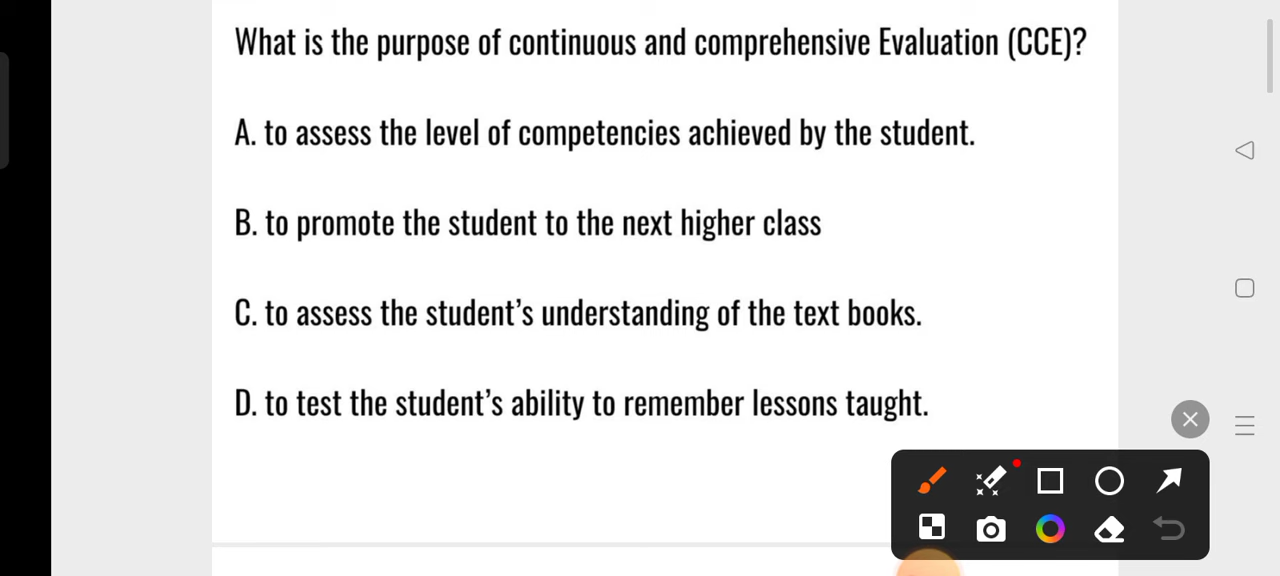 What is the purpose of continuous and comprehensive Evaluation (CCE)?
A. to assess the level of competencies achieved by the student.
B. to promote the student to the next higher class
C. to assess the student’s understanding of the text books.
D. to test the student’s ability to remember lessons taught.